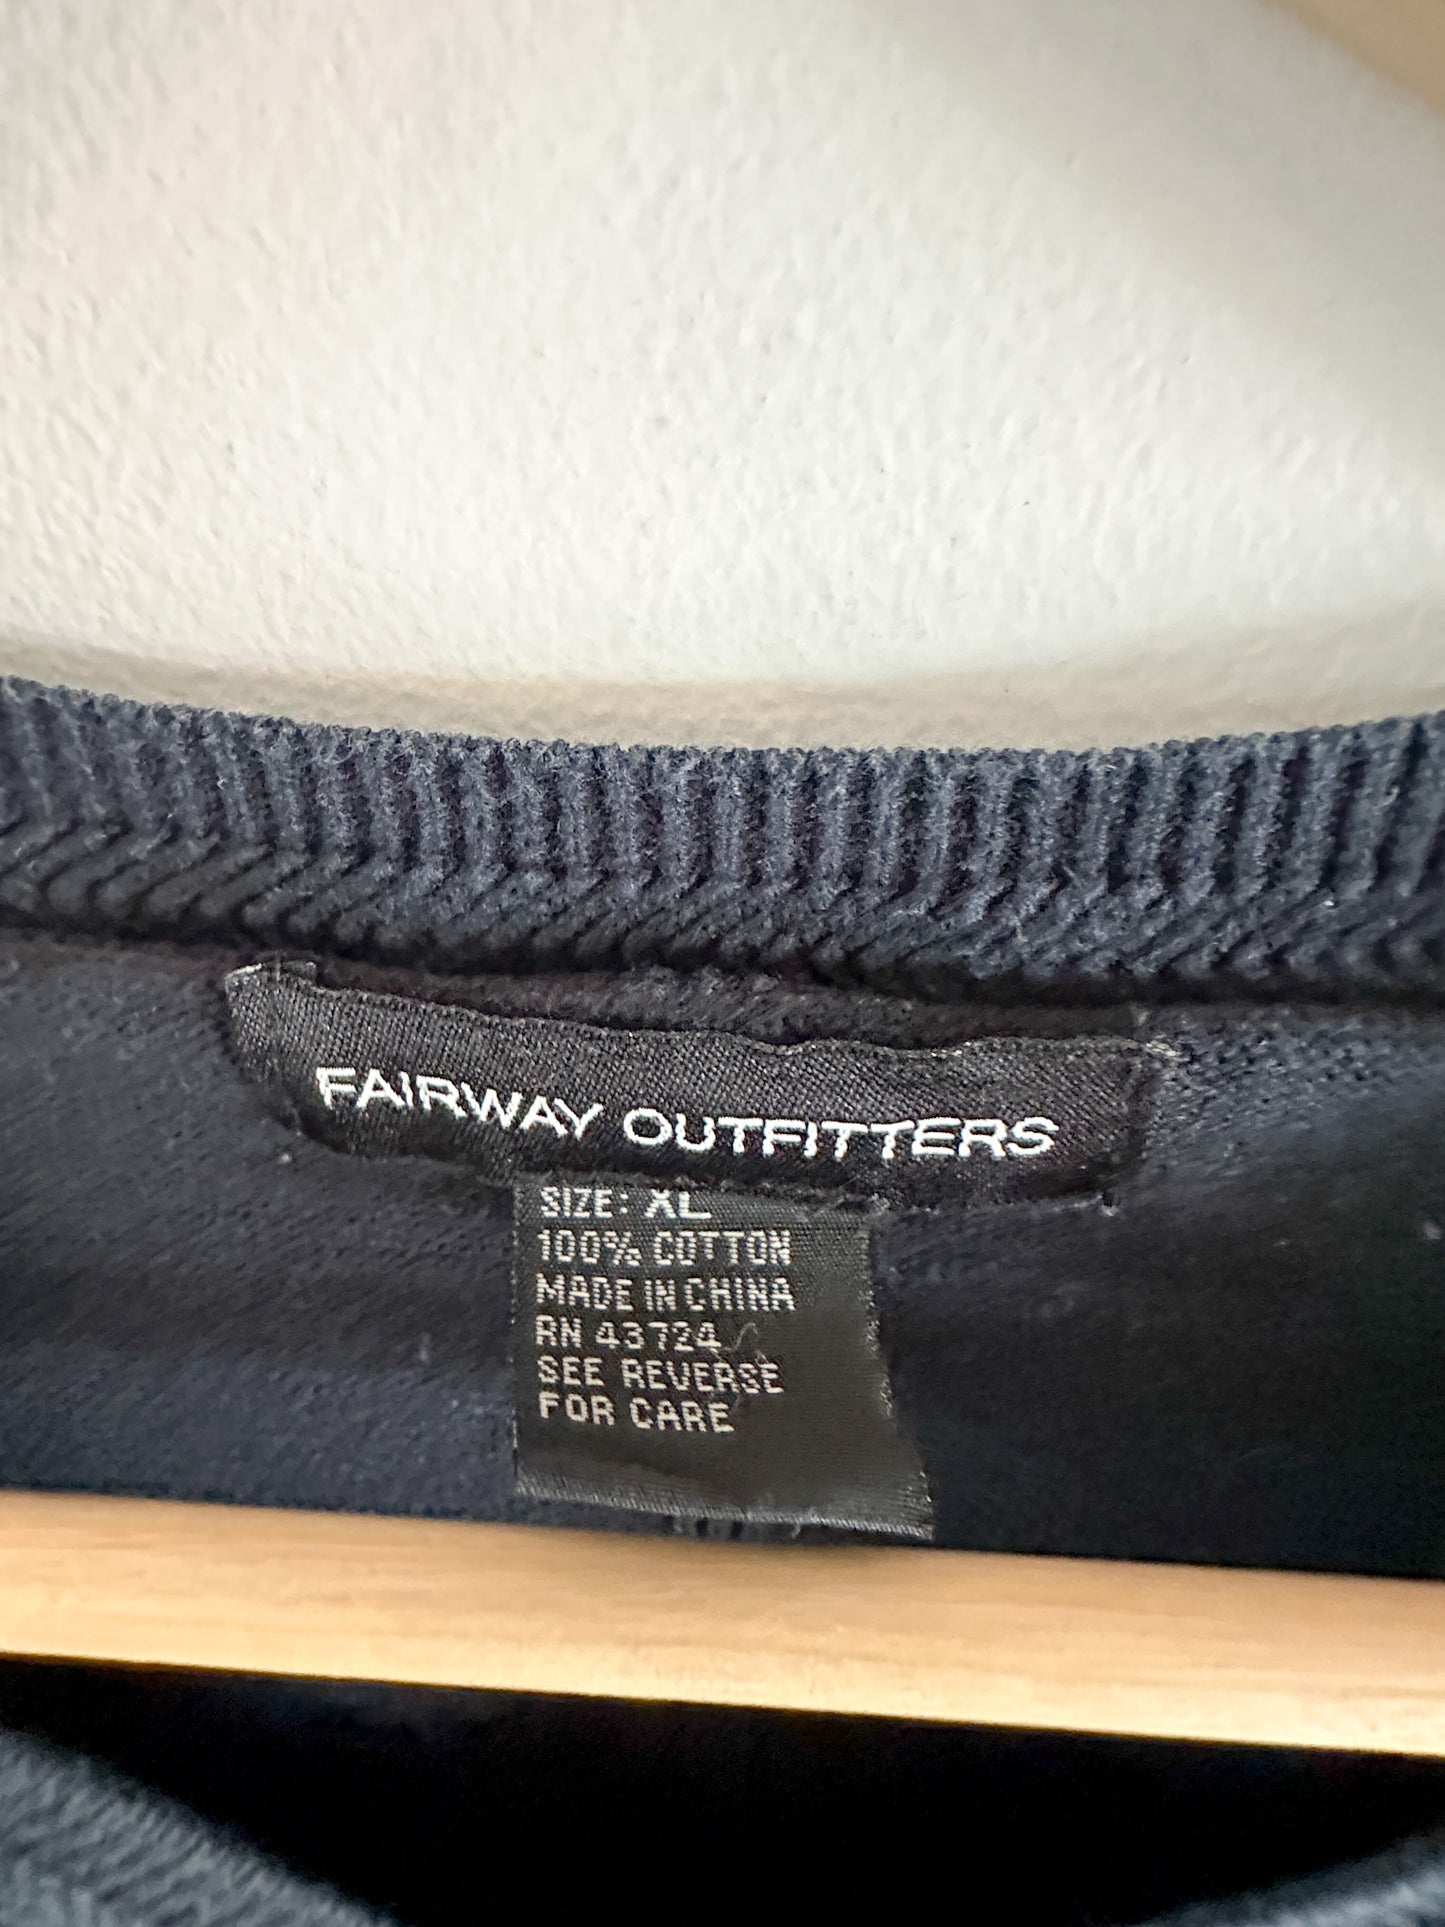 FAIRWAY OUTFITTERS
SIZE: XL
100% COTTON
MADE IN CHINA
RN 43724
SEE REVERSE
FOR CARE